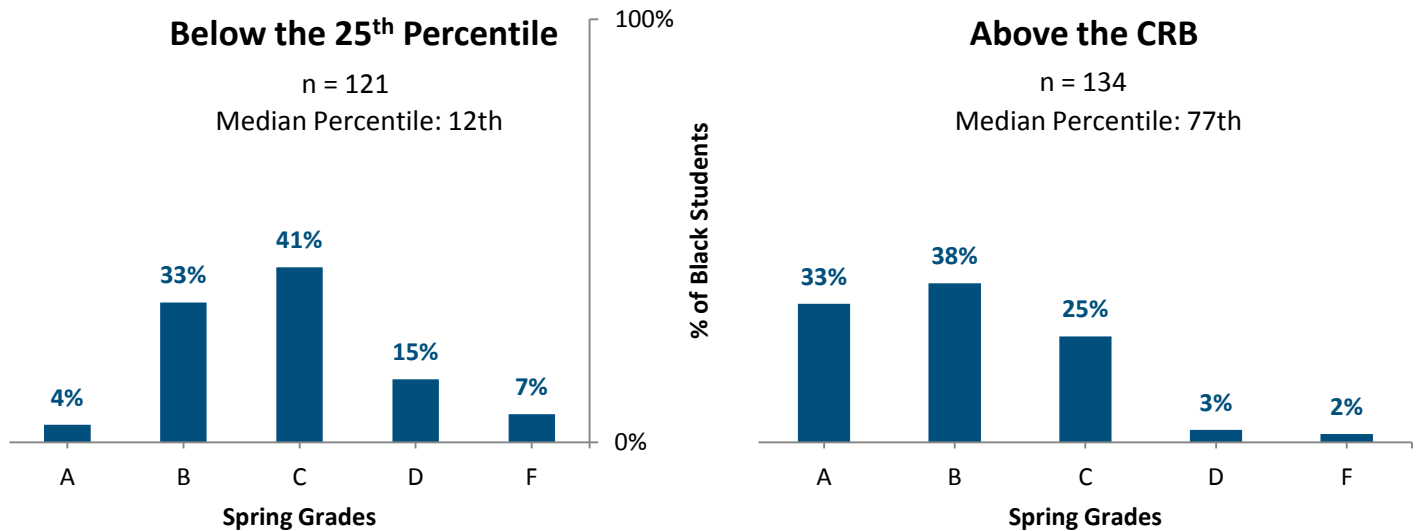 Below the 25th Percentile
n = 121
Median Percentile: 12th
4%
33%
41%
15%
7%
A
B
C
D
F
Spring Grades
100%
0%
% of Black Students
Above the CRB
n = 134
Median Percentile: 77th
33%
38%
25%
3%
2%
A
B
C
D
F
Spring Grades